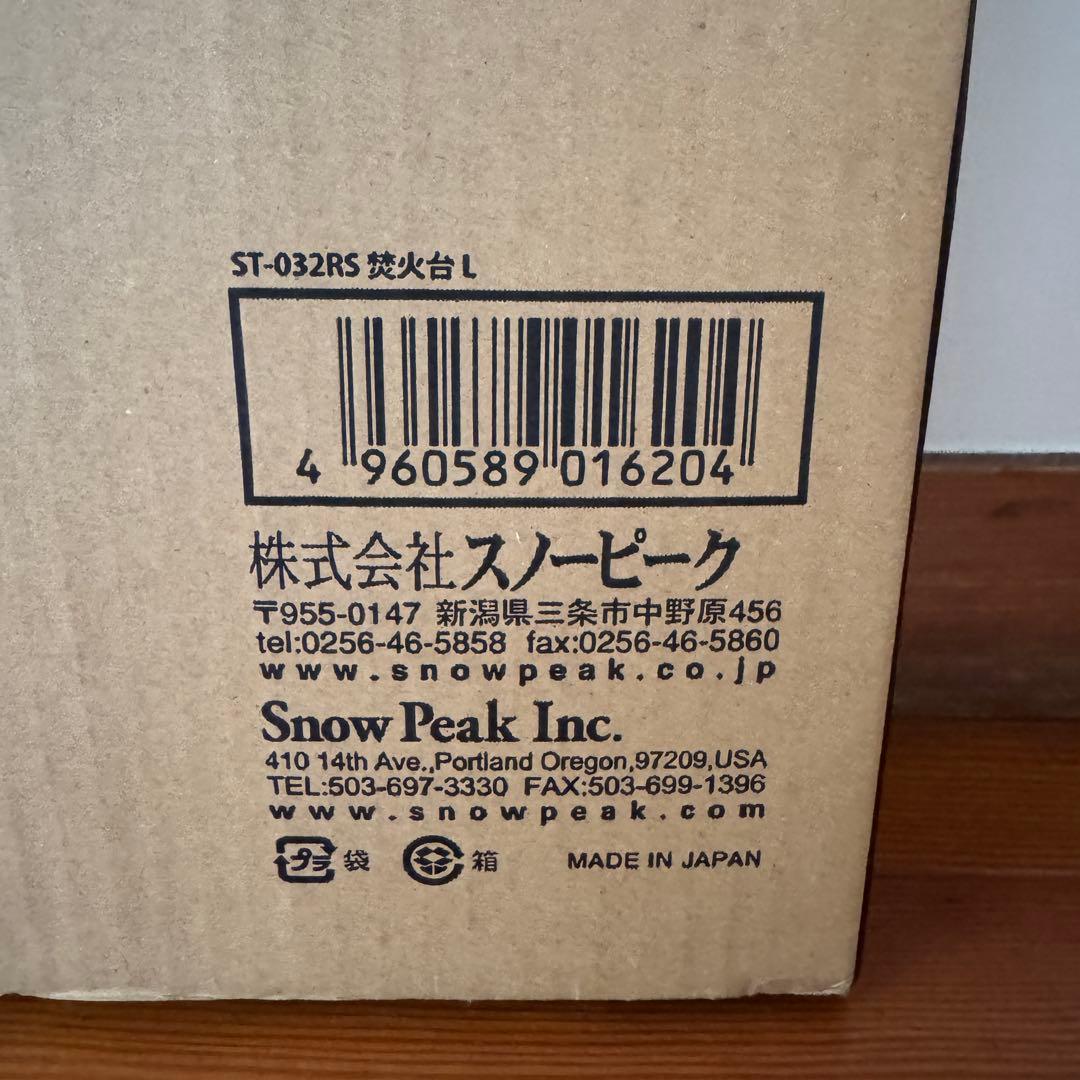 ST-032RS 焚火台 L
4 960589 016204
株式会社スノーピーク
〒955-0147 新潟県三条市中野原456
tel:0256-46-5858 fax:0256-46-5860
www.snowpeak.co.jp
Snow Peak Inc.
410 14th Ave.,Portland Oregon,97209,USA
TEL:503-697-3330 FAX:503-699-1396
www.snowpeak.com
プラ 袋 箱 MADE IN JAPAN